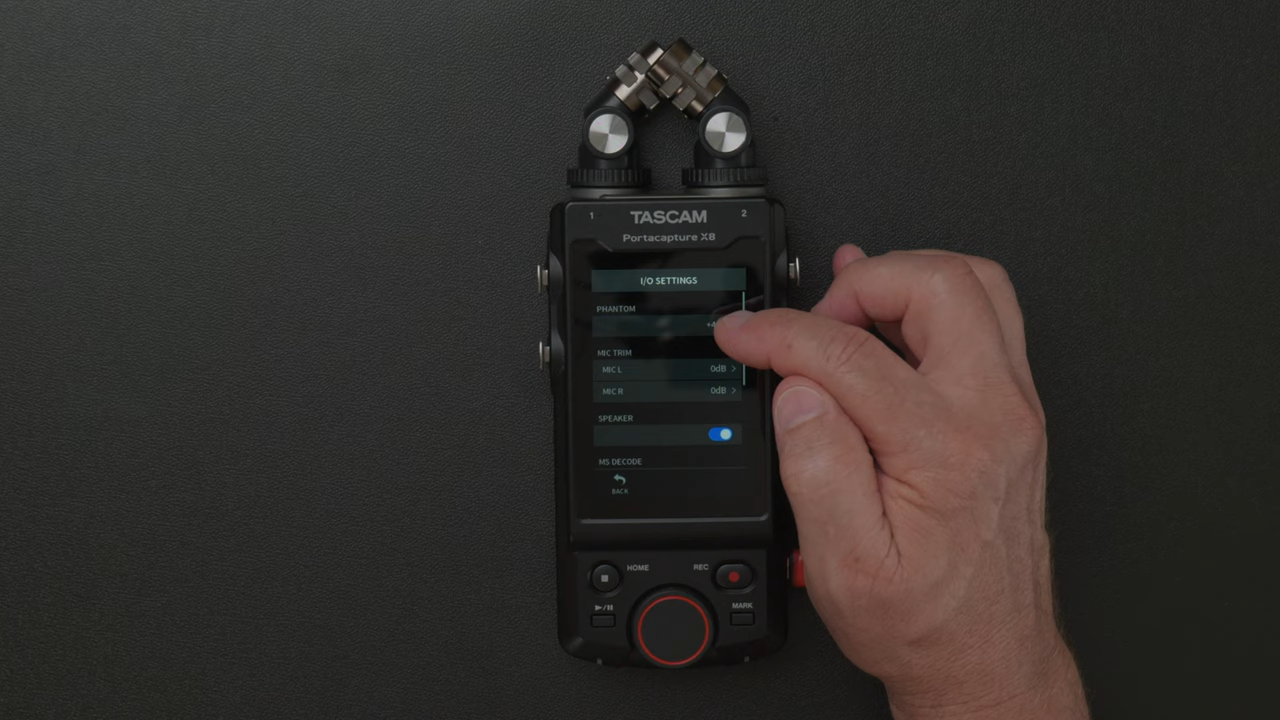 1 TASCAM 2
Portacapture X8
I/O SETTINGS
PHANTOM
MIC TRIM
MIC L 0dB >
MIC R 0dB >
SPEAKER
MS DECODE
BACK
HOME REC
MARK